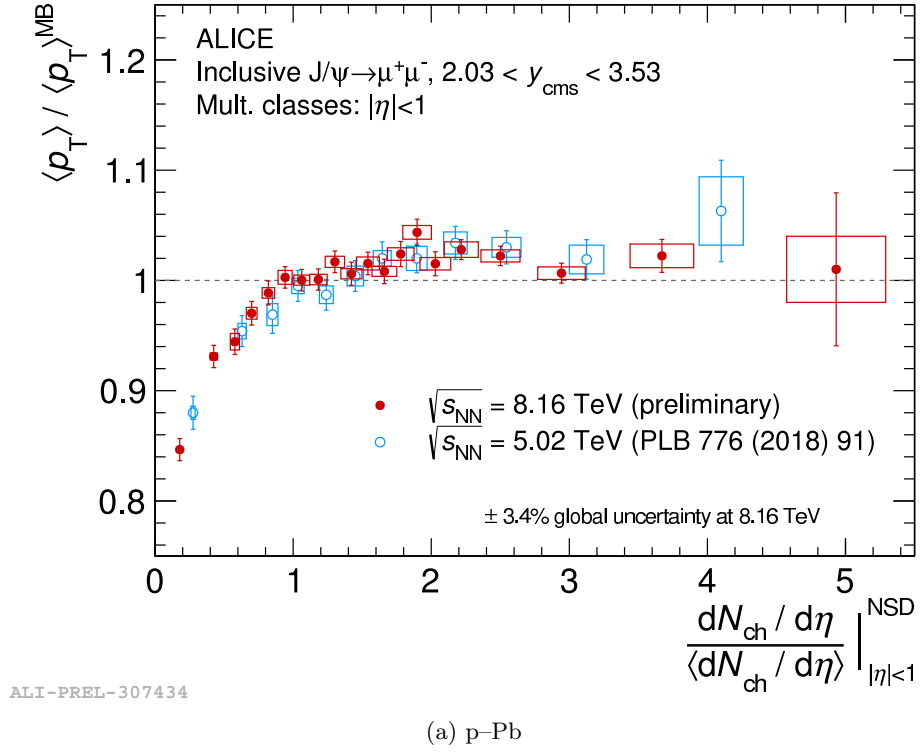 ⟨p_T⟩ / ⟨p_T⟩^MB
ALICE
Inclusive J/ψ→μ⁺μ⁻, 2.03 < y_cms < 3.53
Mult. classes: |η|<1
1.2
1.1
1
0.9
0.8
√s_NN = 8.16 TeV (preliminary)
√s_NN = 5.02 TeV (PLB 776 (2018) 91)
± 3.4% global uncertainty at 8.16 TeV
0 1 2 3 4 5
dN_ch / dη
⟨dN_ch / dη⟩ |^NSD_|η|<1
ALI-PREL-307434
(a) p–Pb